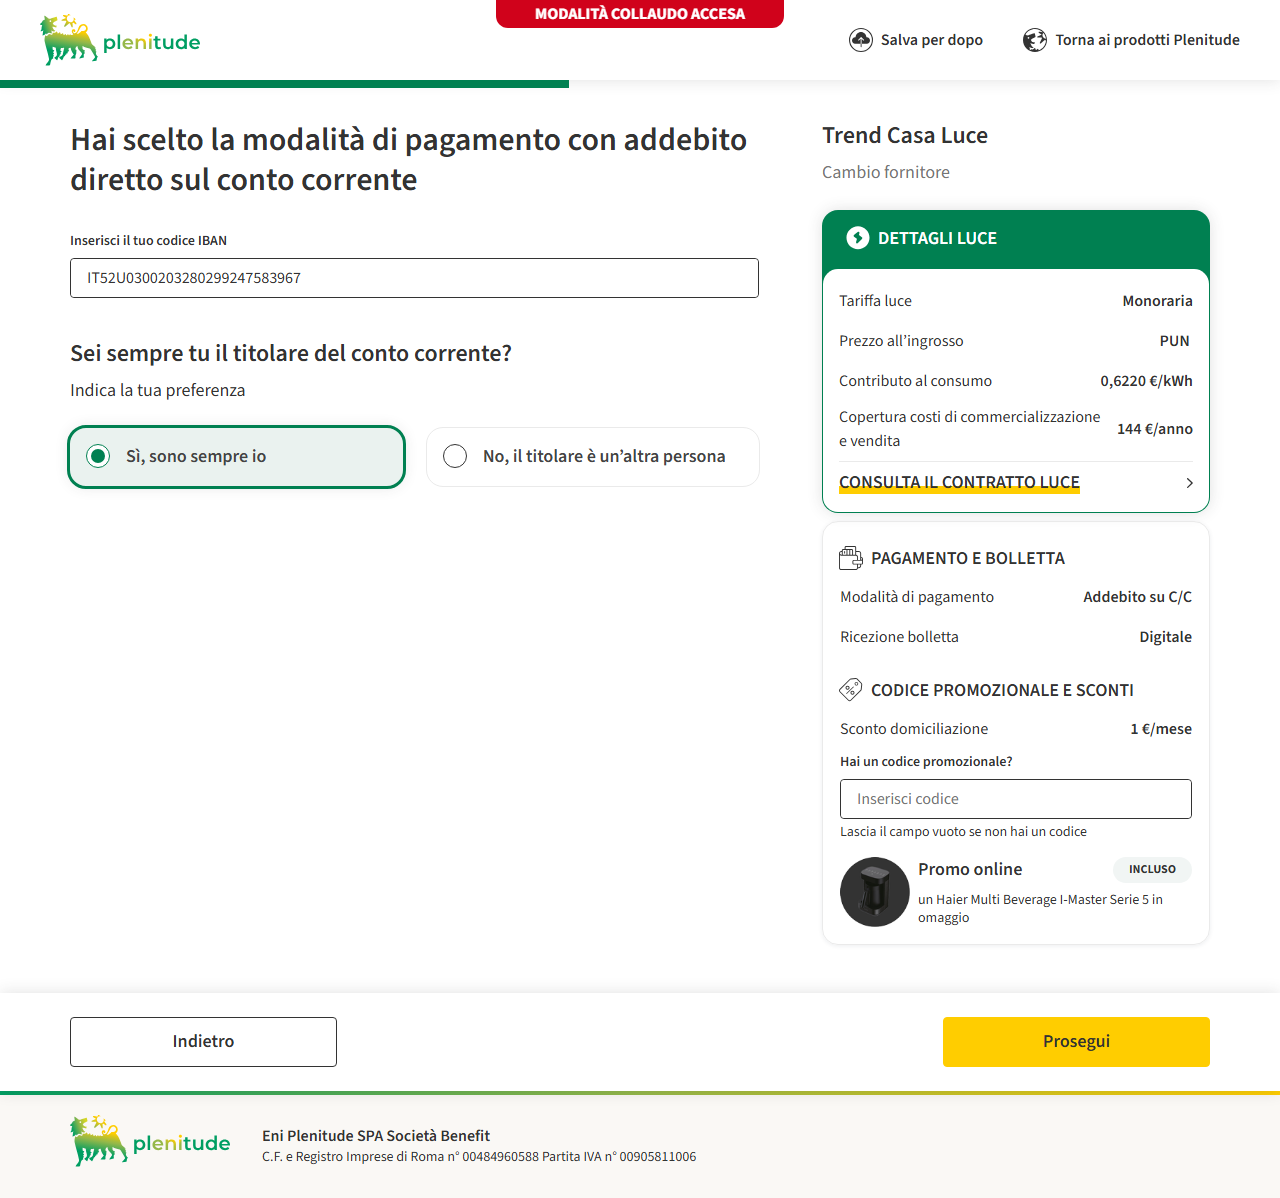 MODALITÀ COLLAUDO ACCESA
plenitude
Salva per dopo
Torna ai prodotti Plenitude
Hai scelto la modalità di pagamento con addebito
diretto sul conto corrente
Inserisci il tuo codice IBAN
IT52U0300203280299247583967
Sei sempre tu il titolare del conto corrente?
Indica la tua preferenza
Sì, sono sempre io
No, il titolare è un’altra persona
Trend Casa Luce
Cambio fornitore
DETTAGLI LUCE
Tariffa luce Monoraria
Prezzo all’ingrosso PUN
Contributo al consumo 0,6220 €/kWh
Copertura costi di commercializzazione
e vendita 144 €/anno
CONSULTA IL CONTRATTO LUCE
PAGAMENTO E BOLLETTA
Modalità di pagamento Addebito su C/C
Ricezione bolletta Digitale
CODICE PROMOZIONALE E SCONTI
Sconto domiciliazione 1 €/mese
Hai un codice promozionale?
Inserisci codice
Lascia il campo vuoto se non hai un codice
Promo online INCLUSO
un Haier Multi Beverage I-Master Serie 5 in
omaggio
Indietro
Prosegui
plenitude
Eni Plenitude SPA Società Benefit
C.F. e Registro Imprese di Roma n° 00484960588 Partita IVA n° 00905811006